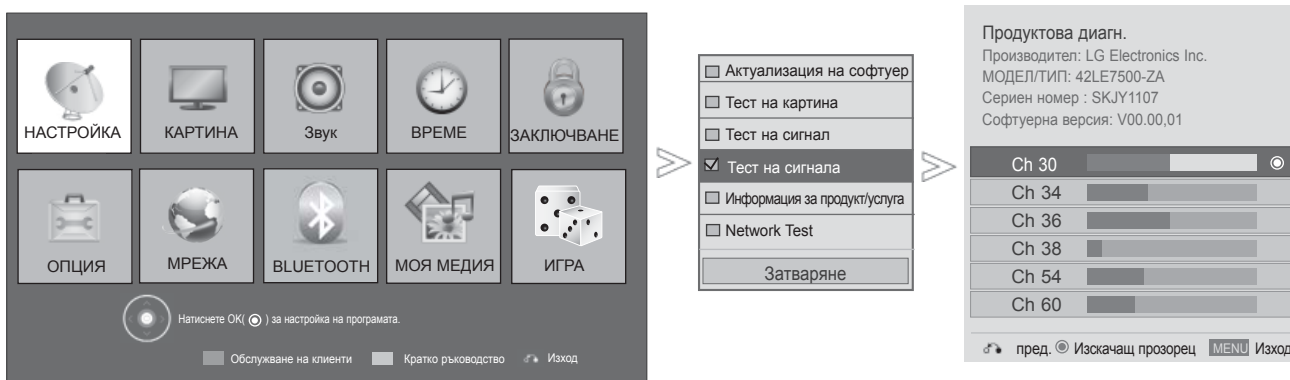 НАСТРОЙКА
КАРТИНА
Звук
ВРЕМЕ
ЗАКЛЮЧВАНЕ
ОПЦИЯ
МРЕЖА
BLUETOOTH
МОЯ МЕДИЯ
ИГРА
Натиснете OK( ◉ ) за настройка на програмата.
Обслужване на клиенти Кратко ръководство Изход
Актуализация на софтуер
Тест на картина
Тест на сигнал
Тест на сигнала
Информация за продукт/услуга
Network Test
Затваряне
Продуктова диагн.
Производител: LG Electronics Inc.
МОДЕЛ/ТИП: 42LE7500-ZA
Сериен номер : SKJY1107
Софтуерна версия: V00.00,01
Ch 30
Ch 34
Ch 36
Ch 38
Ch 54
Ch 60
пред. ◉ Изскачащ прозорец MENU Изход